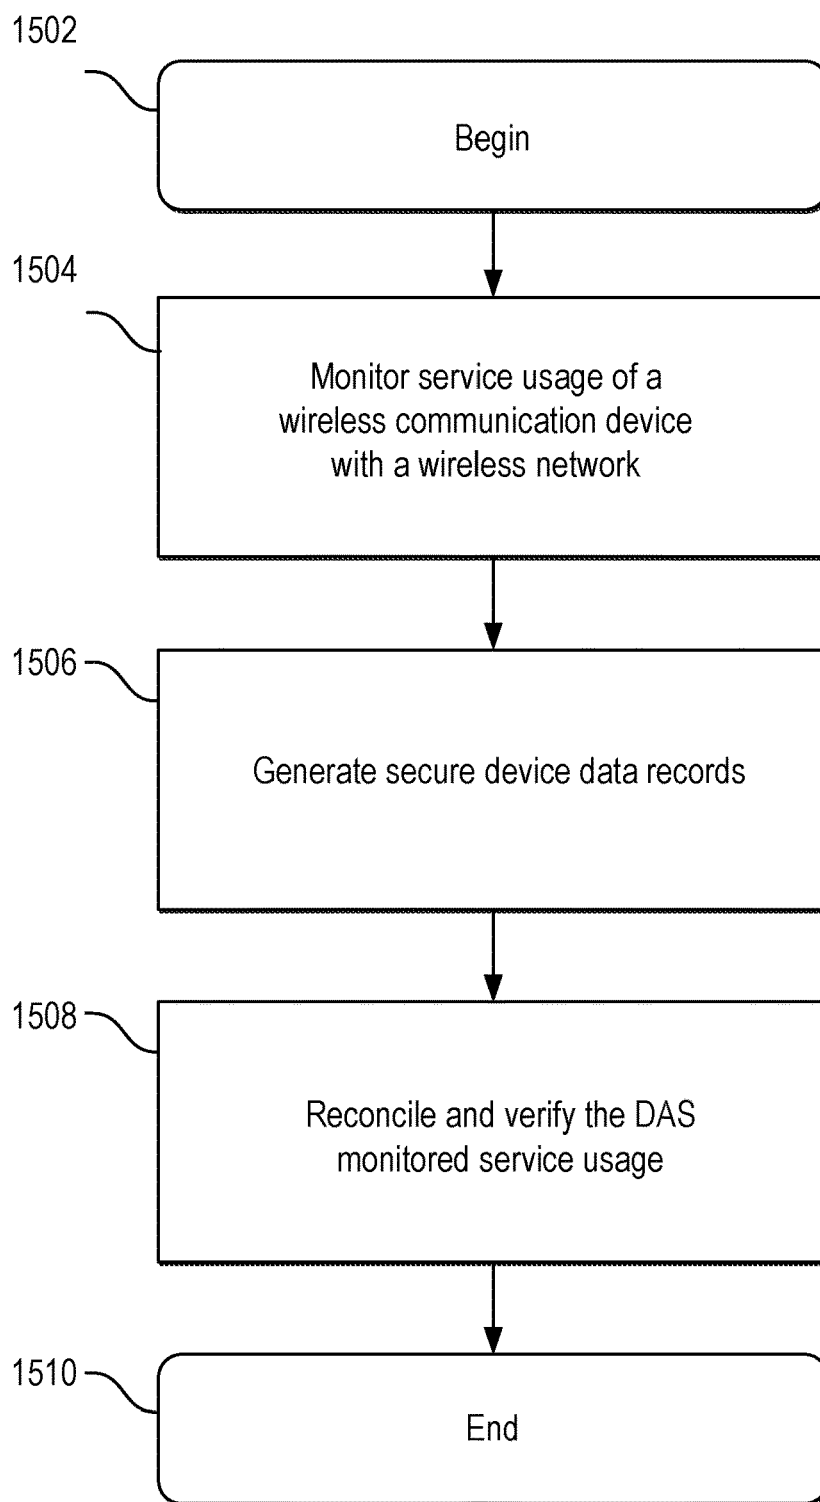 1502
Begin
1504
Monitor service usage of a
wireless communication device
with a wireless network
1506
Generate secure device data records
1508
Reconcile and verify the DAS
monitored service usage
1510
End